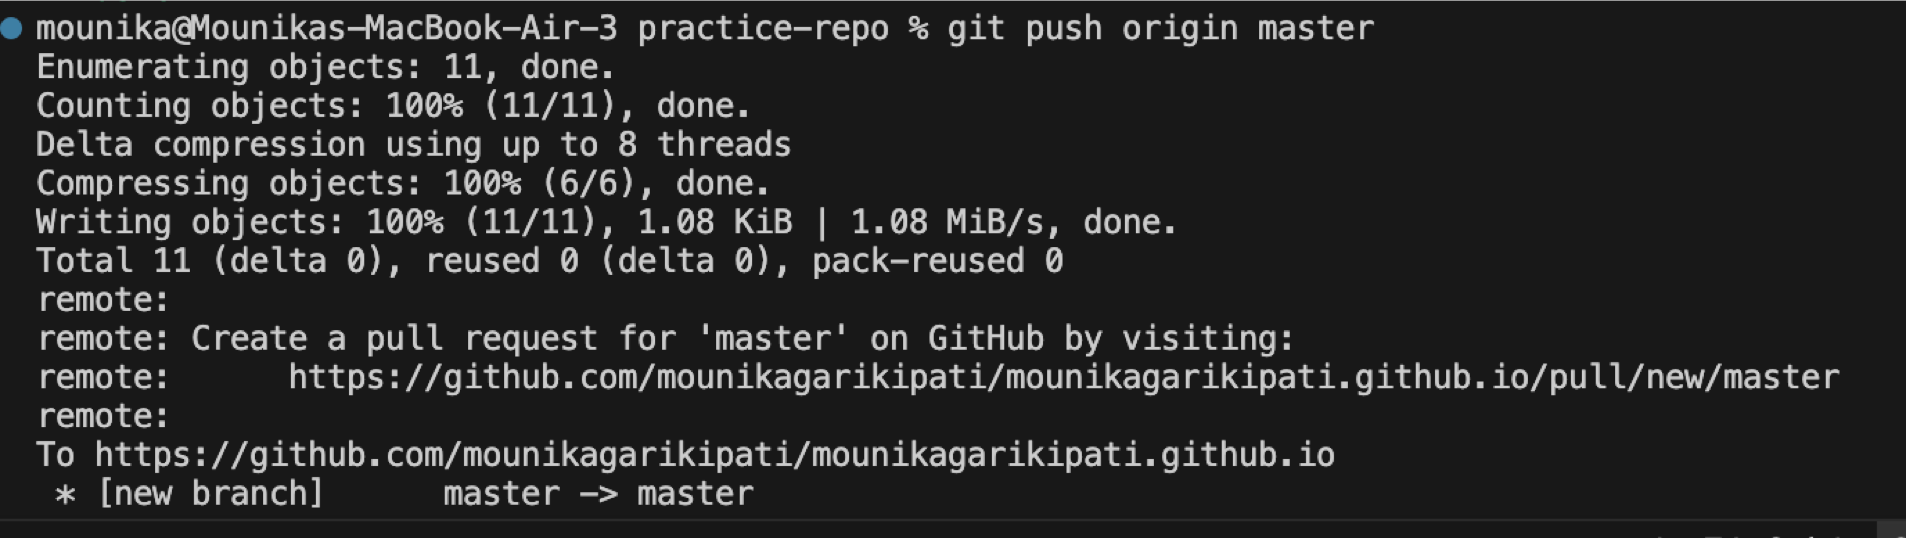 mounika@Mounikas-MacBook-Air-3 practice-repo % git push origin master
Enumerating objects: 11, done.
Counting objects: 100% (11/11), done.
Delta compression using up to 8 threads
Compressing objects: 100% (6/6), done.
Writing objects: 100% (11/11), 1.08 KiB | 1.08 MiB/s, done.
Total 11 (delta 0), reused 0 (delta 0), pack-reused 0
remote:
remote: Create a pull request for 'master' on GitHub by visiting:
remote:      https://github.com/mounikagarikipati/mounikagarikipati.github.io/pull/new/master
remote:
To https://github.com/mounikagarikipati/mounikagarikipati.github.io
 * [new branch]      master -> master